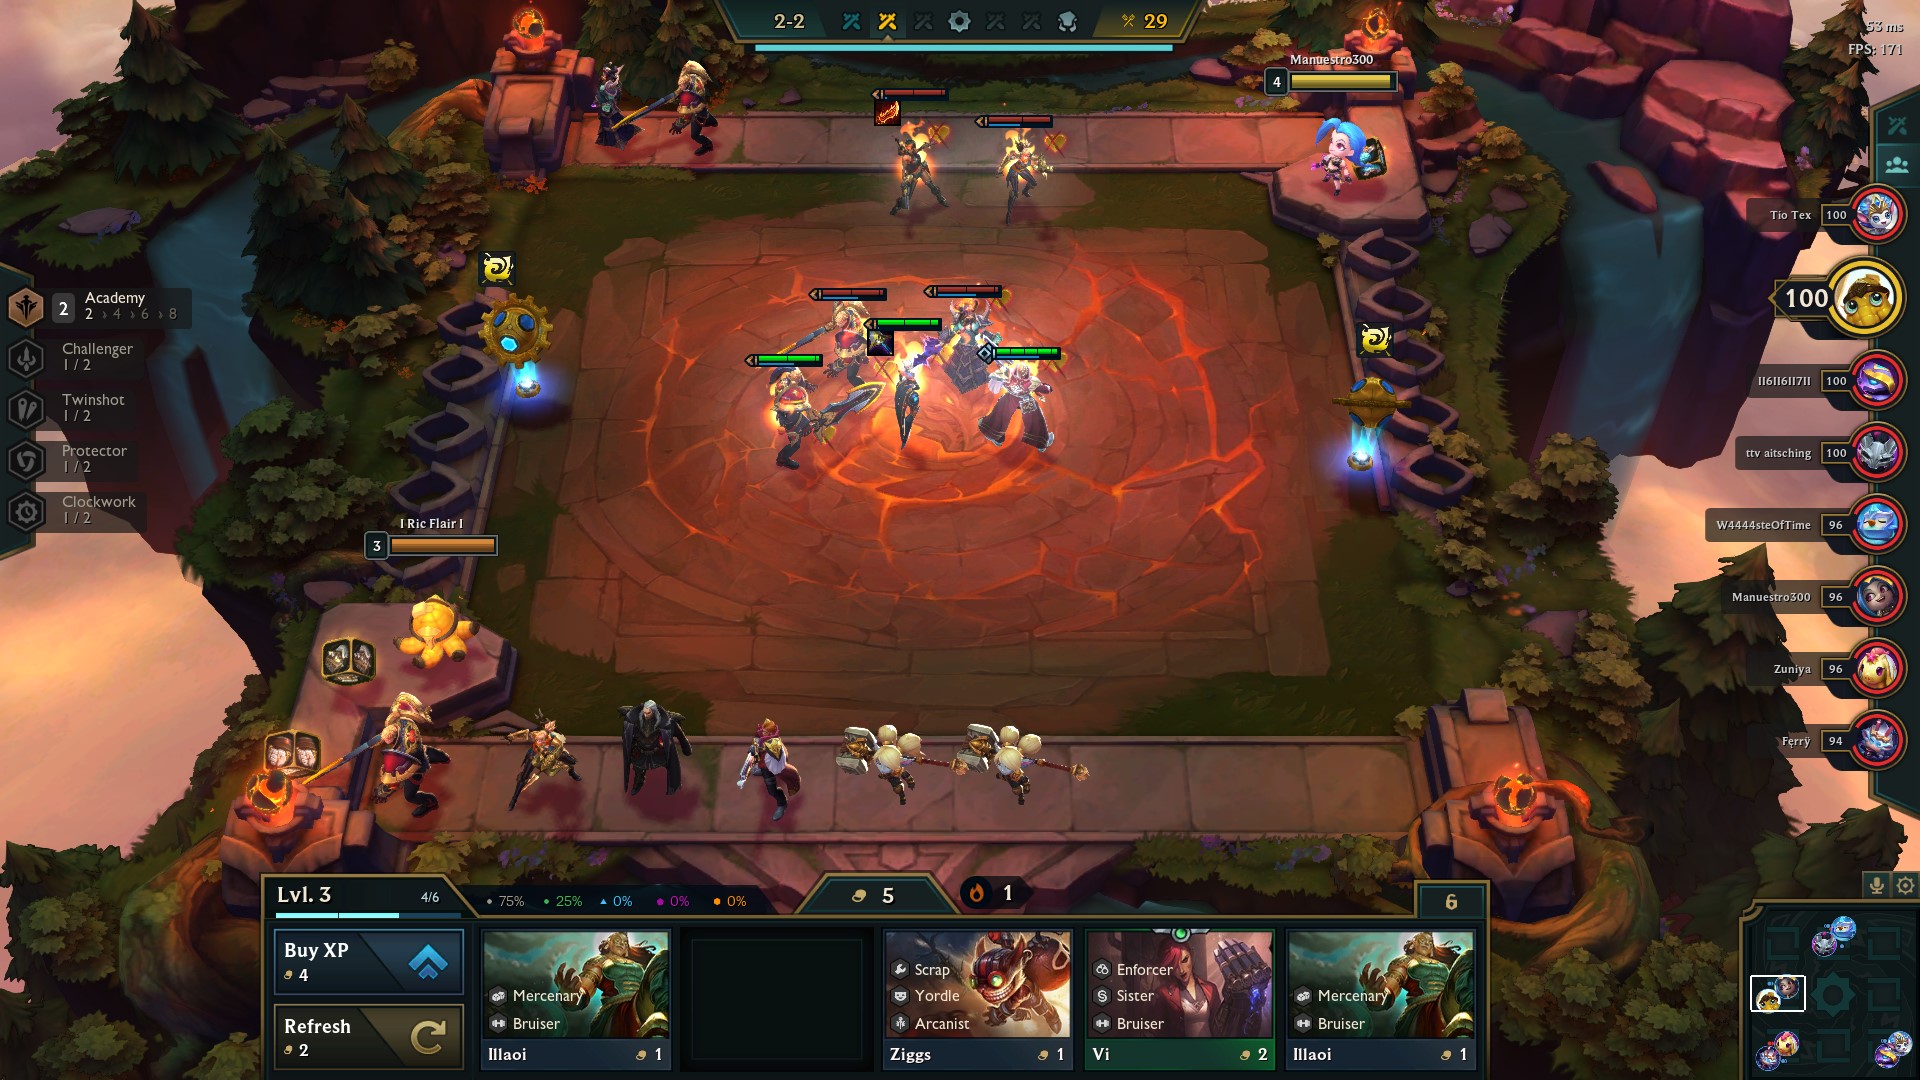 2-2
29
53 ms
FPS: 171
Manuestro300
4
Tio Tex 100
100
2 Academy
2 › 4 › 6 › 8
Challenger
1 / 2
Twinshot
1 / 2
Protector
1 / 2
Clockwork
1 / 2
100
ttv aitsching 100
W4444steOfTime 96
Manuestro300 96
Zuniya 96
Fęrrÿ 94
I Ric Flair I
3
Lvl. 3
4/6
75%
25%
0%
0%
0%
5
1
6
Buy XP
4
Refresh
2
Mercenary
Bruiser
Illaoi 1
Scrap
Yordle
Arcanist
Ziggs 1
Enforcer
Sister
Bruiser
Vi 2
Mercenary
Bruiser
Illaoi 1